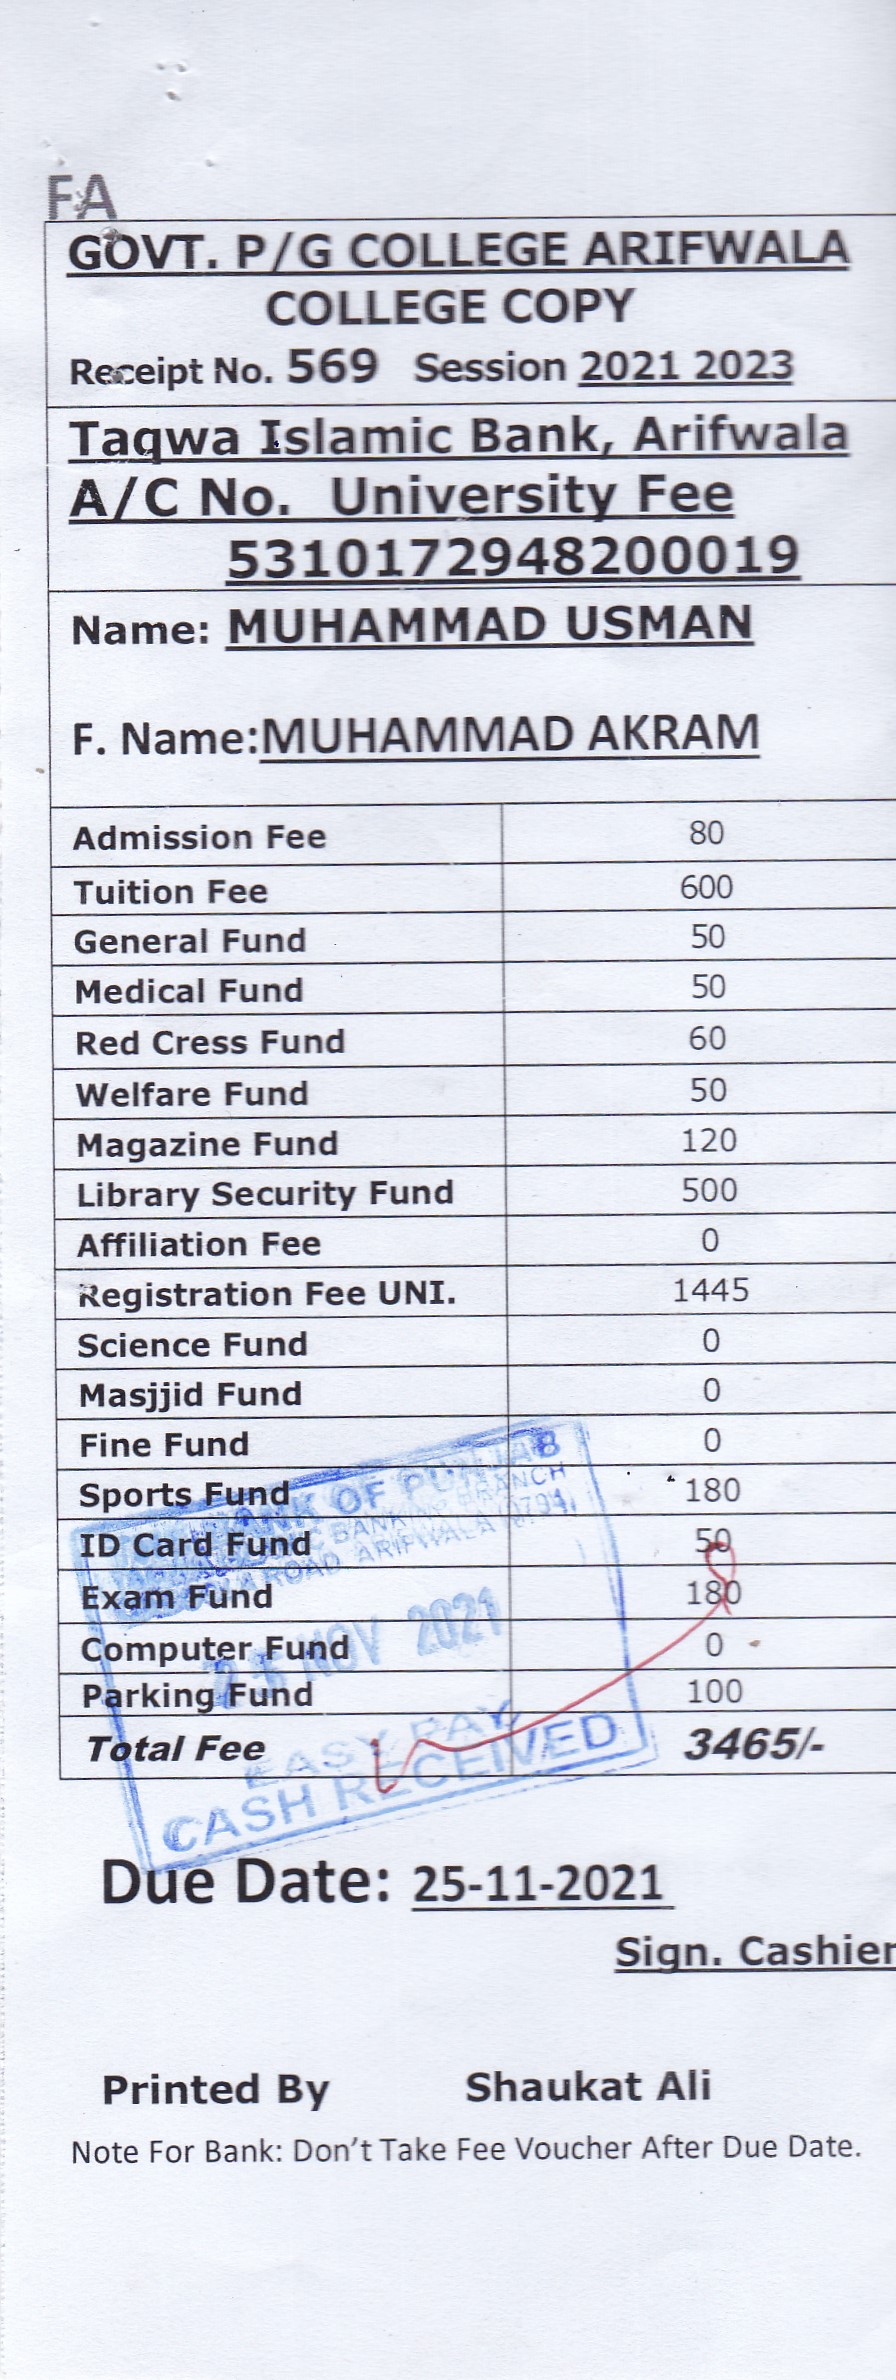 FA
GOVT. P/G COLLEGE ARIFWALA
COLLEGE COPY
Receipt No. 569 Session 2021 2023
Taqwa Islamic Bank, Arifwala
A/C No. University Fee
5310172948200019
Name: MUHAMMAD USMAN
F. Name:MUHAMMAD AKRAM
Admission Fee 80
Tuition Fee 600
General Fund 50
Medical Fund 50
Red Cress Fund 60
Welfare Fund 50
Magazine Fund 120
Library Security Fund 500
Affiliation Fee 0
Registration Fee UNI. 1445
Science Fund 0
Masjjid Fund 0
Fine Fund 0
Sports Fund 180
ID Card Fund 50
Exam Fund 180
Computer Fund 0
Parking Fund 100
Total Fee 3465/-
BANK OF PUNJAB
BANKING BRANCH
ROAD ARIFWALA
NOV 2021
EASY PAY
CASH RECEIVED
Due Date: 25-11-2021
Sign. Cashier
Printed By Shaukat Ali
Note For Bank: Don't Take Fee Voucher After Due Date.